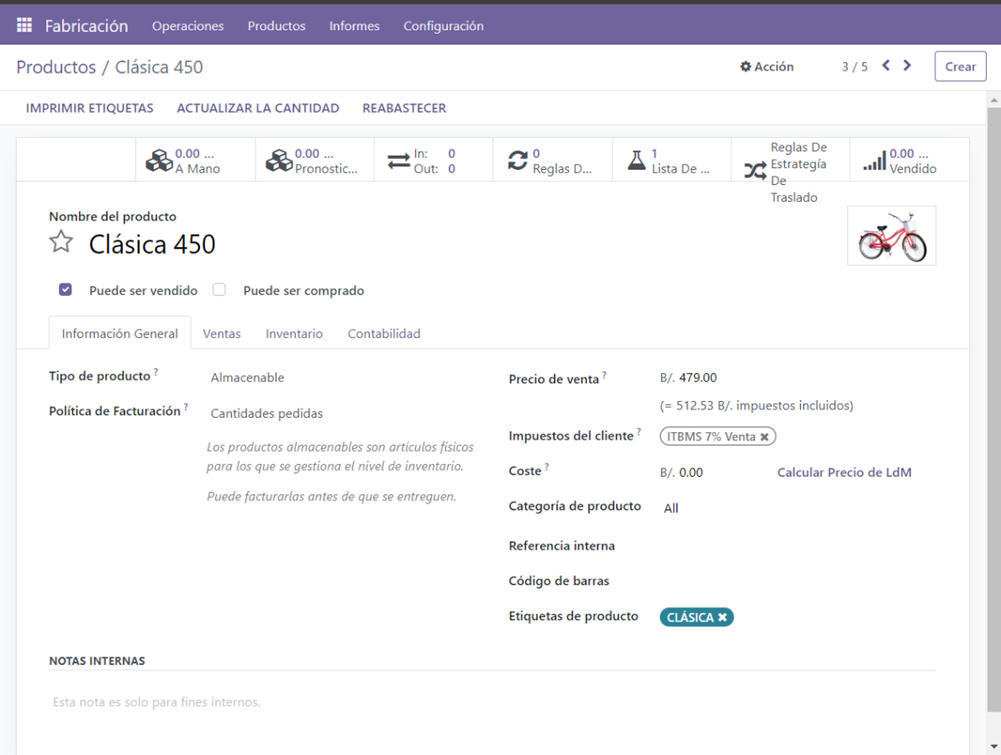 Fabricación Operaciones Productos Informes Configuración
Productos / Clásica 450 Acción 3 / 5 Crear
IMPRIMIR ETIQUETAS ACTUALIZAR LA CANTIDAD REABASTECER
0.00 ... A Mano
0.00 ... Pronostic...
In: 0
Out: 0
0 Reglas D...
1 Lista De ...
Reglas De
Estrategía
De
Traslado
0.00 ... Vendido
Nombre del producto
Clásica 450
Puede ser vendido Puede ser comprado
Información General Ventas Inventario Contabilidad
Tipo de producto ? Almacenable
Política de Facturación ? Cantidades pedidas
Los productos almacenables son artículos físicos
para los que se gestiona el nivel de inventario.
Puede facturarlas antes de que se entreguen.
Precio de venta ? B/. 479.00
(= 512.53 B/. impuestos incluidos)
Impuestos del cliente ? ITBMS 7% Venta ✖
Coste ? B/. 0.00 Calcular Precio de LdM
Categoría de producto All
Referencia interna
Código de barras
Etiquetas de producto CLÁSICA ✖
NOTAS INTERNAS
Esta nota es solo para fines internos.